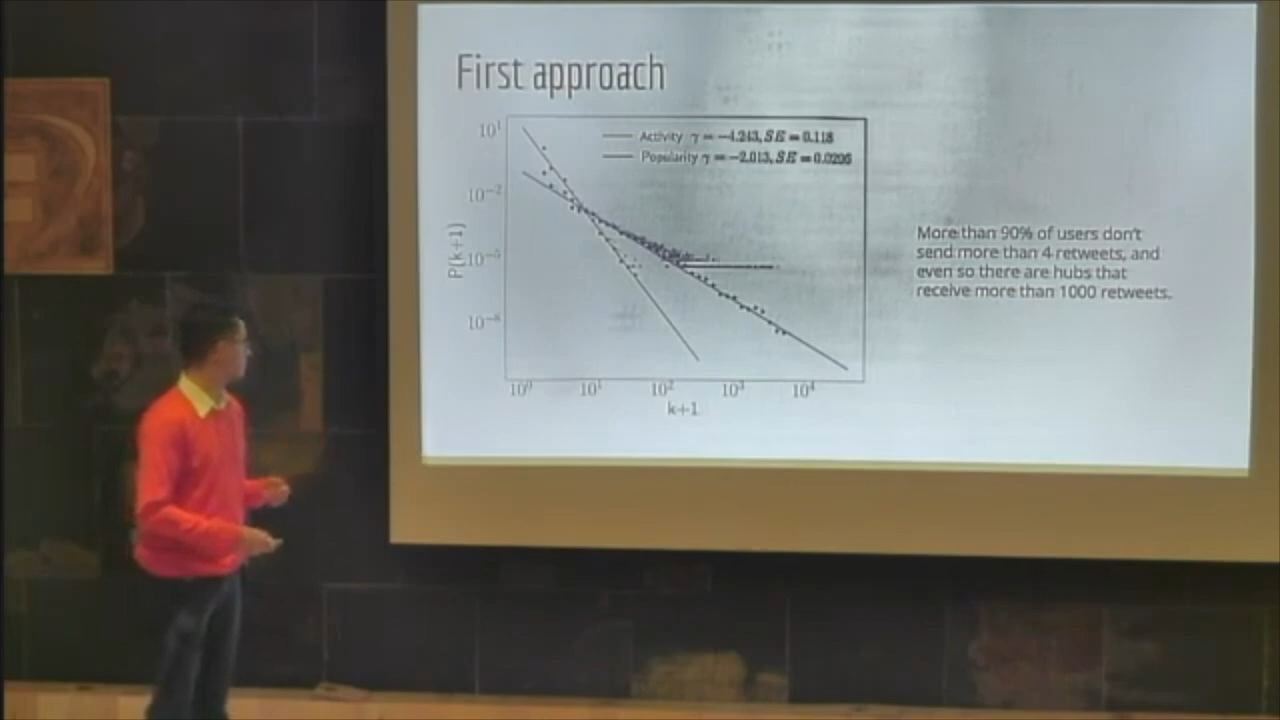 First approach
Activity γ = −4.243, SE = 0.118
Popularity γ = −2.013, SE = 0.0206
10¹
10⁻²
10⁻⁵
10⁻⁸
P(k+1)
10⁰ 10¹ 10² 10³ 10⁴
k+1
More than 90% of users don't
send more than 4 retweets, and
even so there are hubs that
receive more than 1000 retweets.